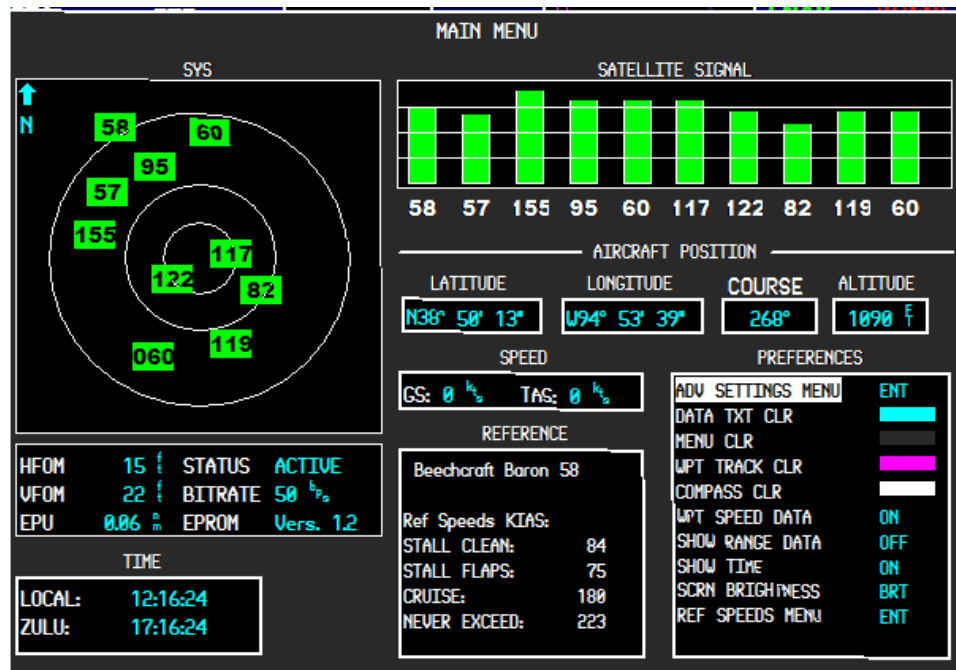 MAIN MENU
SYS
N
58
60
95
57
155
117
122
82
119
060
SATELLITE SIGNAL
58 57 155 95 60 117 122 82 119 60
AIRCRAFT POSITION
LATITUDE LONGITUDE COURSE ALTITUDE
N38° 50' 13" W94° 53' 39" 268° 1090 FT
SPEED
GS: 0 kts TAS: 0 kts
REFERENCE
Beechcraft Baron 58
Ref Speeds KIAS:
STALL CLEAN: 84
STALL FLAPS: 75
CRUISE: 180
NEVER EXCEED: 223
PREFERENCES
ADV SETTINGS MENU ENT
DATA TXT CLR
MENU CLR
WPT TRACK CLR
COMPASS CLR
WPT SPEED DATA ON
SHOW RANGE DATA OFF
SHOW TIME ON
SCRN BRIGHTNESS BRT
REF SPEEDS MENU ENT
HFOM 15 ft STATUS ACTIVE
VFOM 22 ft BITRATE 50 bps
EPU 0.06 nm EPROM Vers. 1.2
TIME
LOCAL: 12:16:24
ZULU: 17:16:24